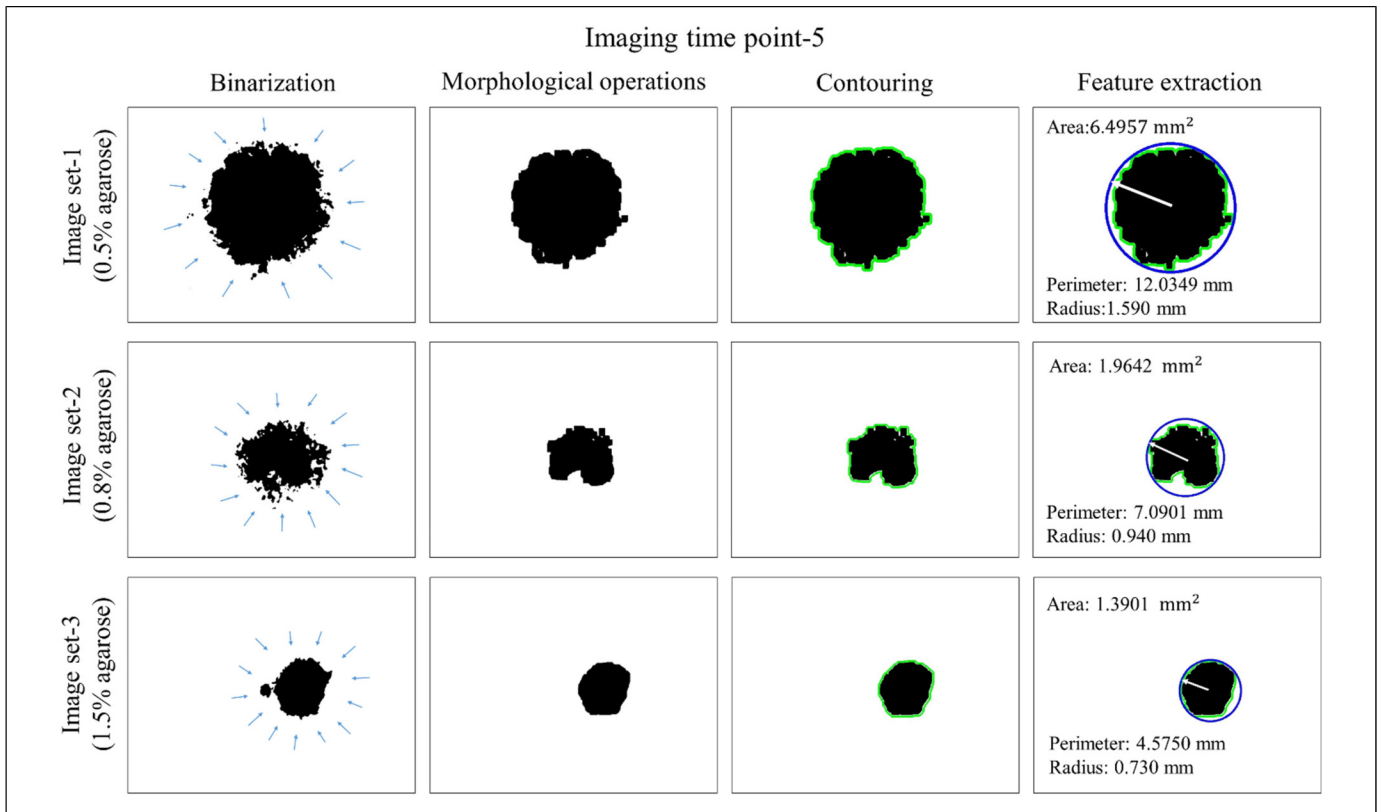 Imaging time point-5
Binarization
Morphological operations
Contouring
Feature extraction
Image set-1
(0.5% agarose)
Area:6.4957 mm²
Perimeter: 12.0349 mm
Radius:1.590 mm
Image set-2
(0.8% agarose)
Area: 1.9642 mm²
Perimeter: 7.0901 mm
Radius: 0.940 mm
Image set-3
(1.5% agarose)
Area: 1.3901 mm²
Perimeter: 4.5750 mm
Radius: 0.730 mm